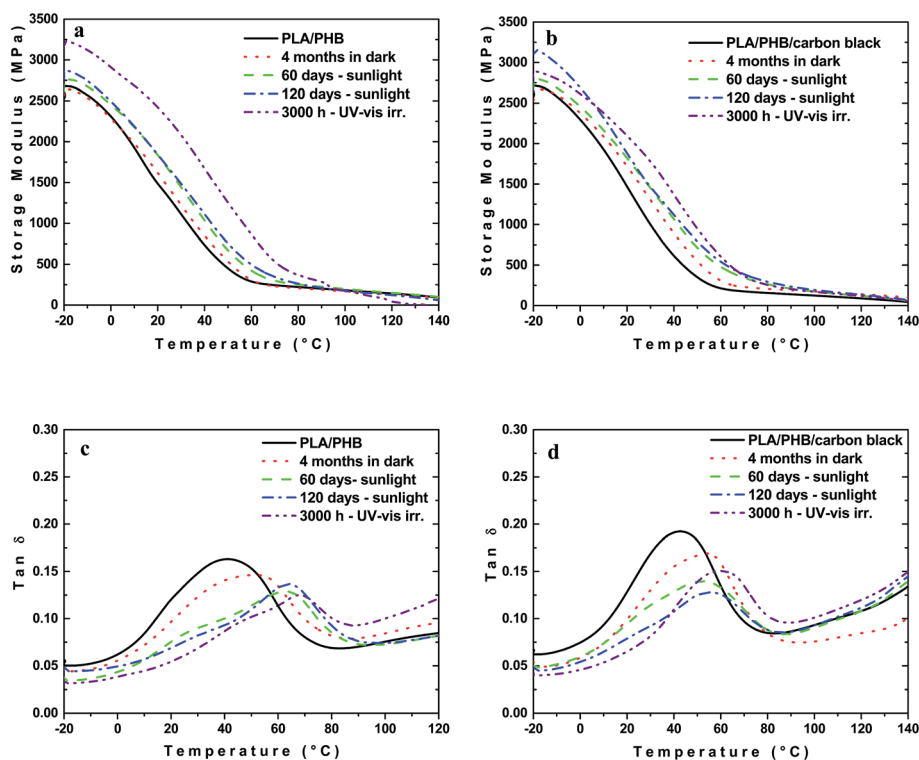 a
PLA/PHB
4 months in dark
60 days - sunlight
120 days - sunlight
3000 h - UV-vis irr.
3500
3000
2500
2000
1500
1000
500
0
Storage Modulus (MPa)
-20 0 20 40 60 80 100 120 140
Temperature (°C)
b
PLA/PHB/carbon black
4 months in dark
60 days - sunlight
120 days - sunlight
3000 h - UV-vis irr.
3500
3000
2500
2000
1500
1000
500
0
Storage Modulus (MPa)
-20 0 20 40 60 80 100 120 140
Temperature (°C)
c
PLA/PHB
4 months in dark
60 days- sunlight
120 days - sunlight
3000 h - UV-vis irr.
0.30
0.25
0.20
0.15
0.10
0.05
0.00
Tan δ
-20 0 20 40 60 80 100 120
Temperature (°C)
d
PLA/PHB/carbon black
4 months in dark
60 days - sunlight
120 days - sunlight
3000 h - UV-vis irr.
0.30
0.25
0.20
0.15
0.10
0.05
0.00
Tan δ
-20 0 20 40 60 80 100 120 140
Temperature (°C)